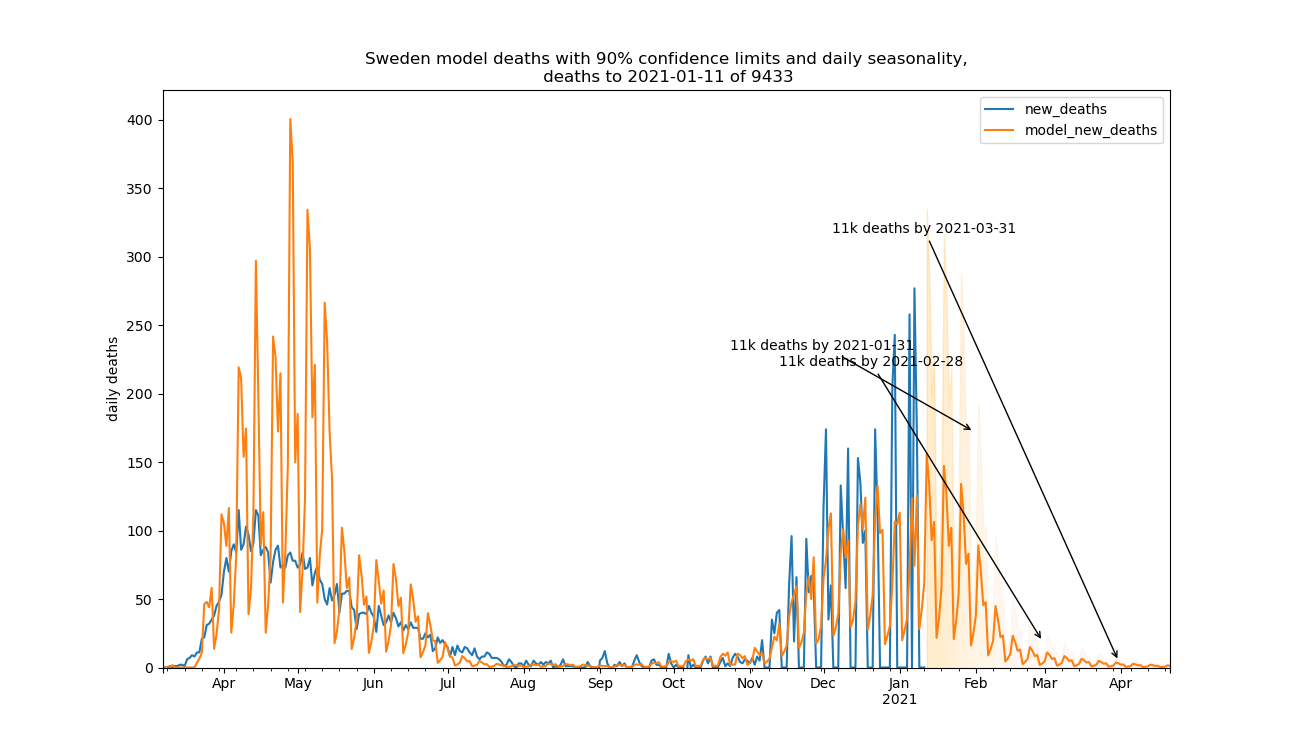 Sweden model deaths with 90% confidence limits and daily seasonality,
deaths to 2021-01-11 of 9433
new_deaths
model_new_deaths
daily deaths
400
350
300
250
200
150
100
50
0
11k deaths by 2021-03-31
11k deaths by 2021-01-31
11k deaths by 2021-02-28
Apr May Jun Jul Aug Sep Oct Nov Dec Jan Feb Mar Apr
2021